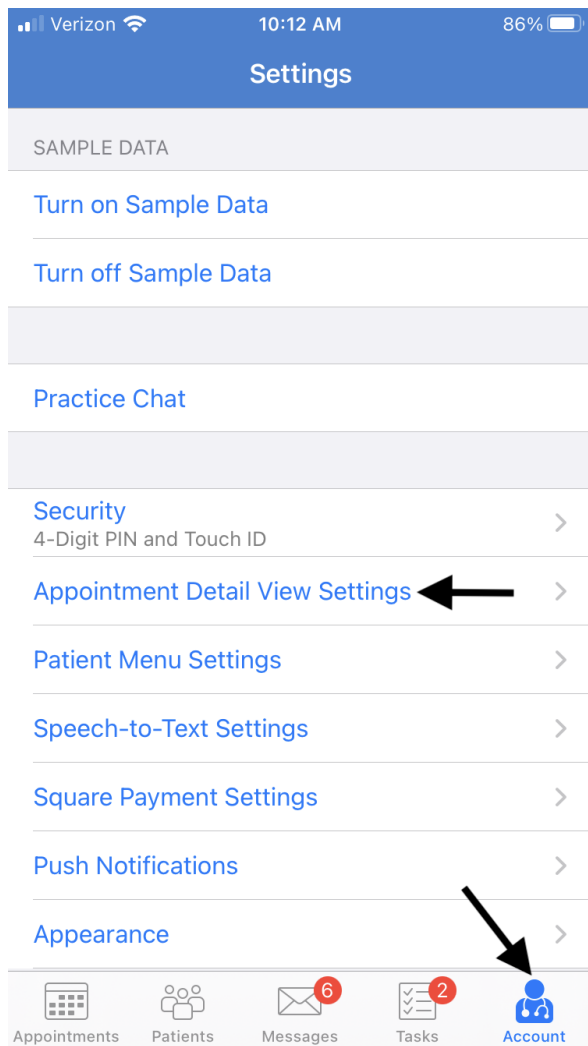 Verizon 10:12 AM 86%
Settings
SAMPLE DATA
Turn on Sample Data
Turn off Sample Data
Practice Chat
Security
4-Digit PIN and Touch ID
Appointment Detail View Settings
Patient Menu Settings
Speech-to-Text Settings
Square Payment Settings
Push Notifications
Appearance
6 2
Appointments Patients Messages Tasks Account